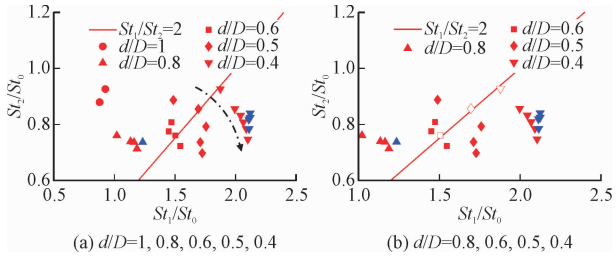 St₁/St₂=2
d/D=0.6
d/D=1
d/D=0.5
d/D=0.8
d/D=0.4
St₂/St₀
1.2
1.0
0.8
0.6
0.5
1.0
1.5
2.0
2.5
St₁/St₀
(a) d/D=1, 0.8, 0.6, 0.5, 0.4
St₁/St₂=2
d/D=0.6
d/D=0.8
d/D=0.5
d/D=0.4
St₂/St₀
1.2
1.0
0.8
0.6
1.0
1.5
2.0
2.5
St₁/St₀
(b) d/D=0.8, 0.6, 0.5, 0.4